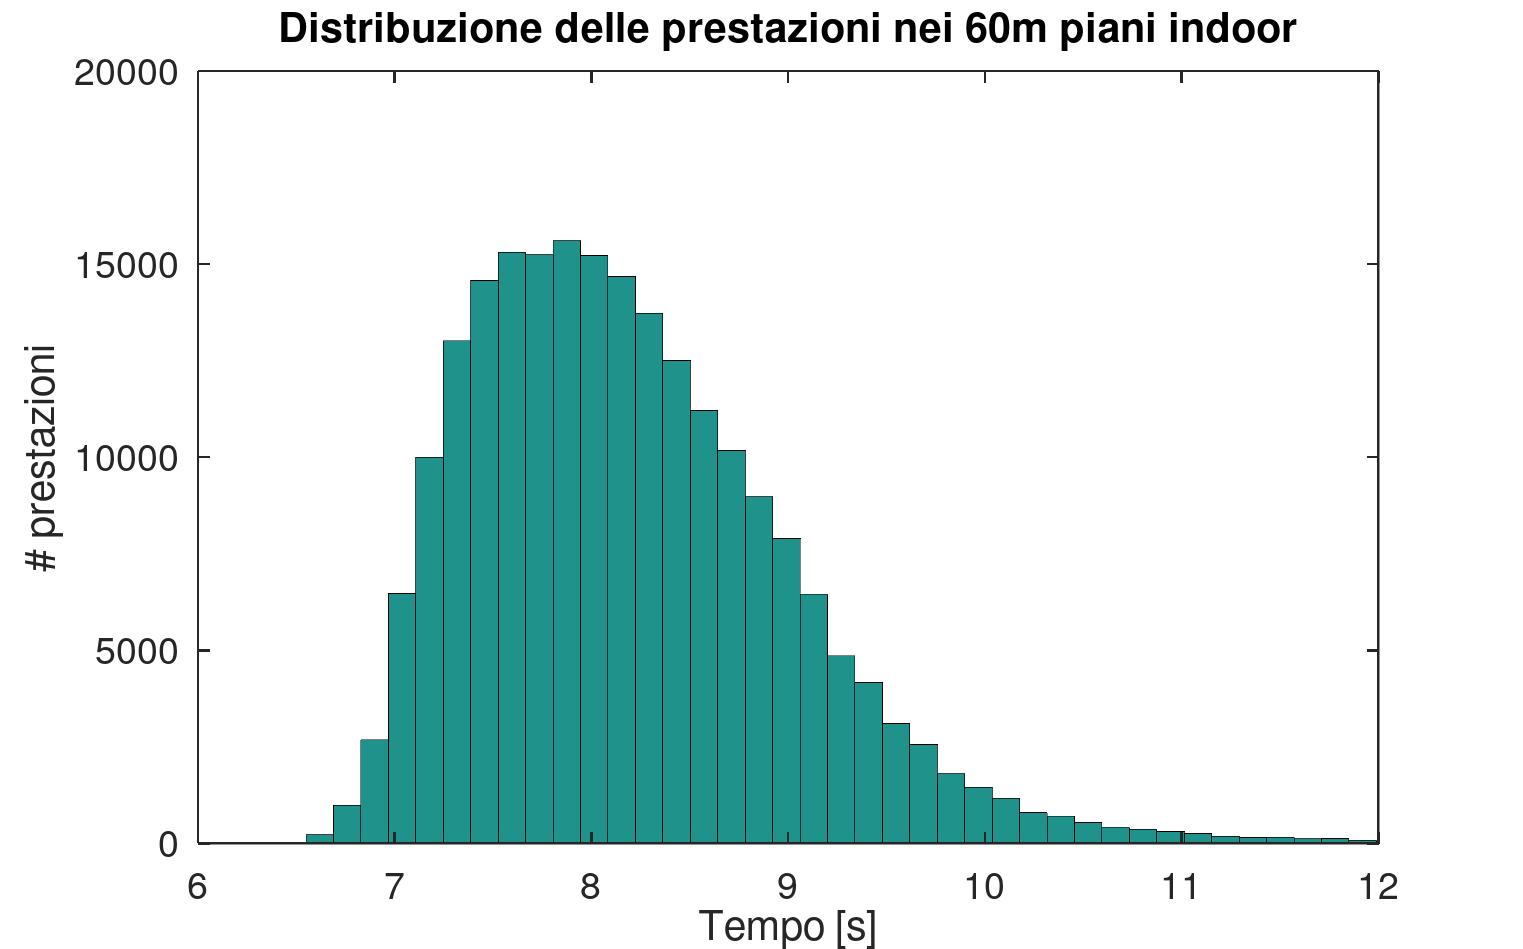 Distribuzione delle prestazioni nei 60m piani indoor
20000
15000
10000
5000
0
# prestazioni
6 7 8 9 10 11 12
Tempo [s]